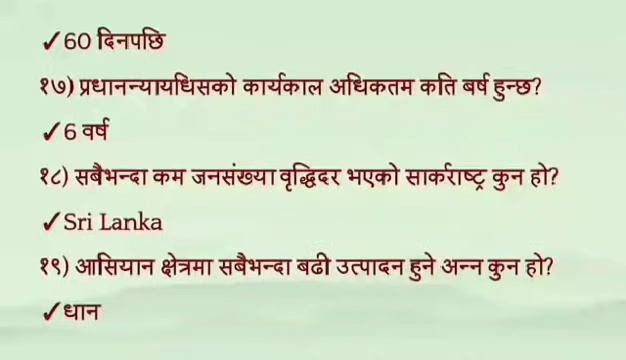 ✓60 दिनपछि
१७) प्रधानन्यायधिसको कार्यकाल अधिकतम कति बर्ष हुन्छ?
✓6 वर्ष
१८) सबैभन्दा कम जनसंख्या वृद्धिदर भएको सार्कराष्ट्र कुन हो?
✓Sri Lanka
१९) आसियान क्षेत्रमा सबैभन्दा बढी उत्पादन हुने अन्न कुन हो?
✓धान